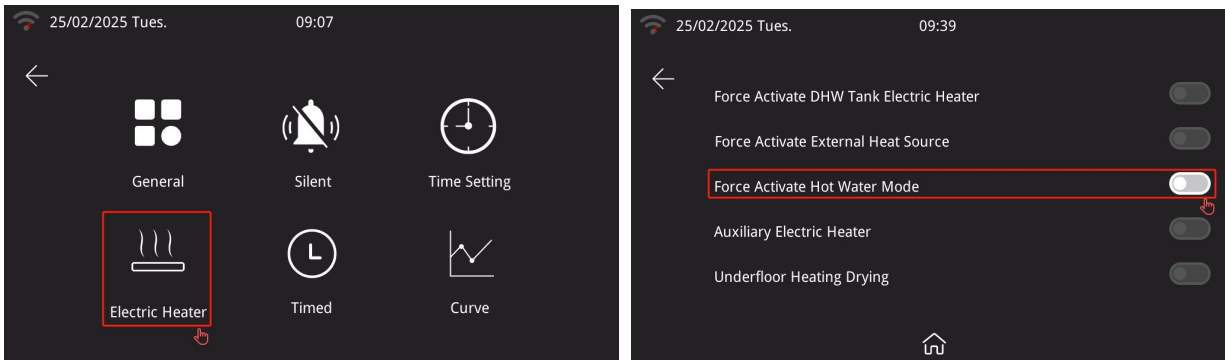 25/02/2025 Tues. 09:07
General Silent Time Setting
Electric Heater Timed Curve
25/02/2025 Tues. 09:39
Force Activate DHW Tank Electric Heater
Force Activate External Heat Source
Force Activate Hot Water Mode
Auxiliary Electric Heater
Underfloor Heating Drying